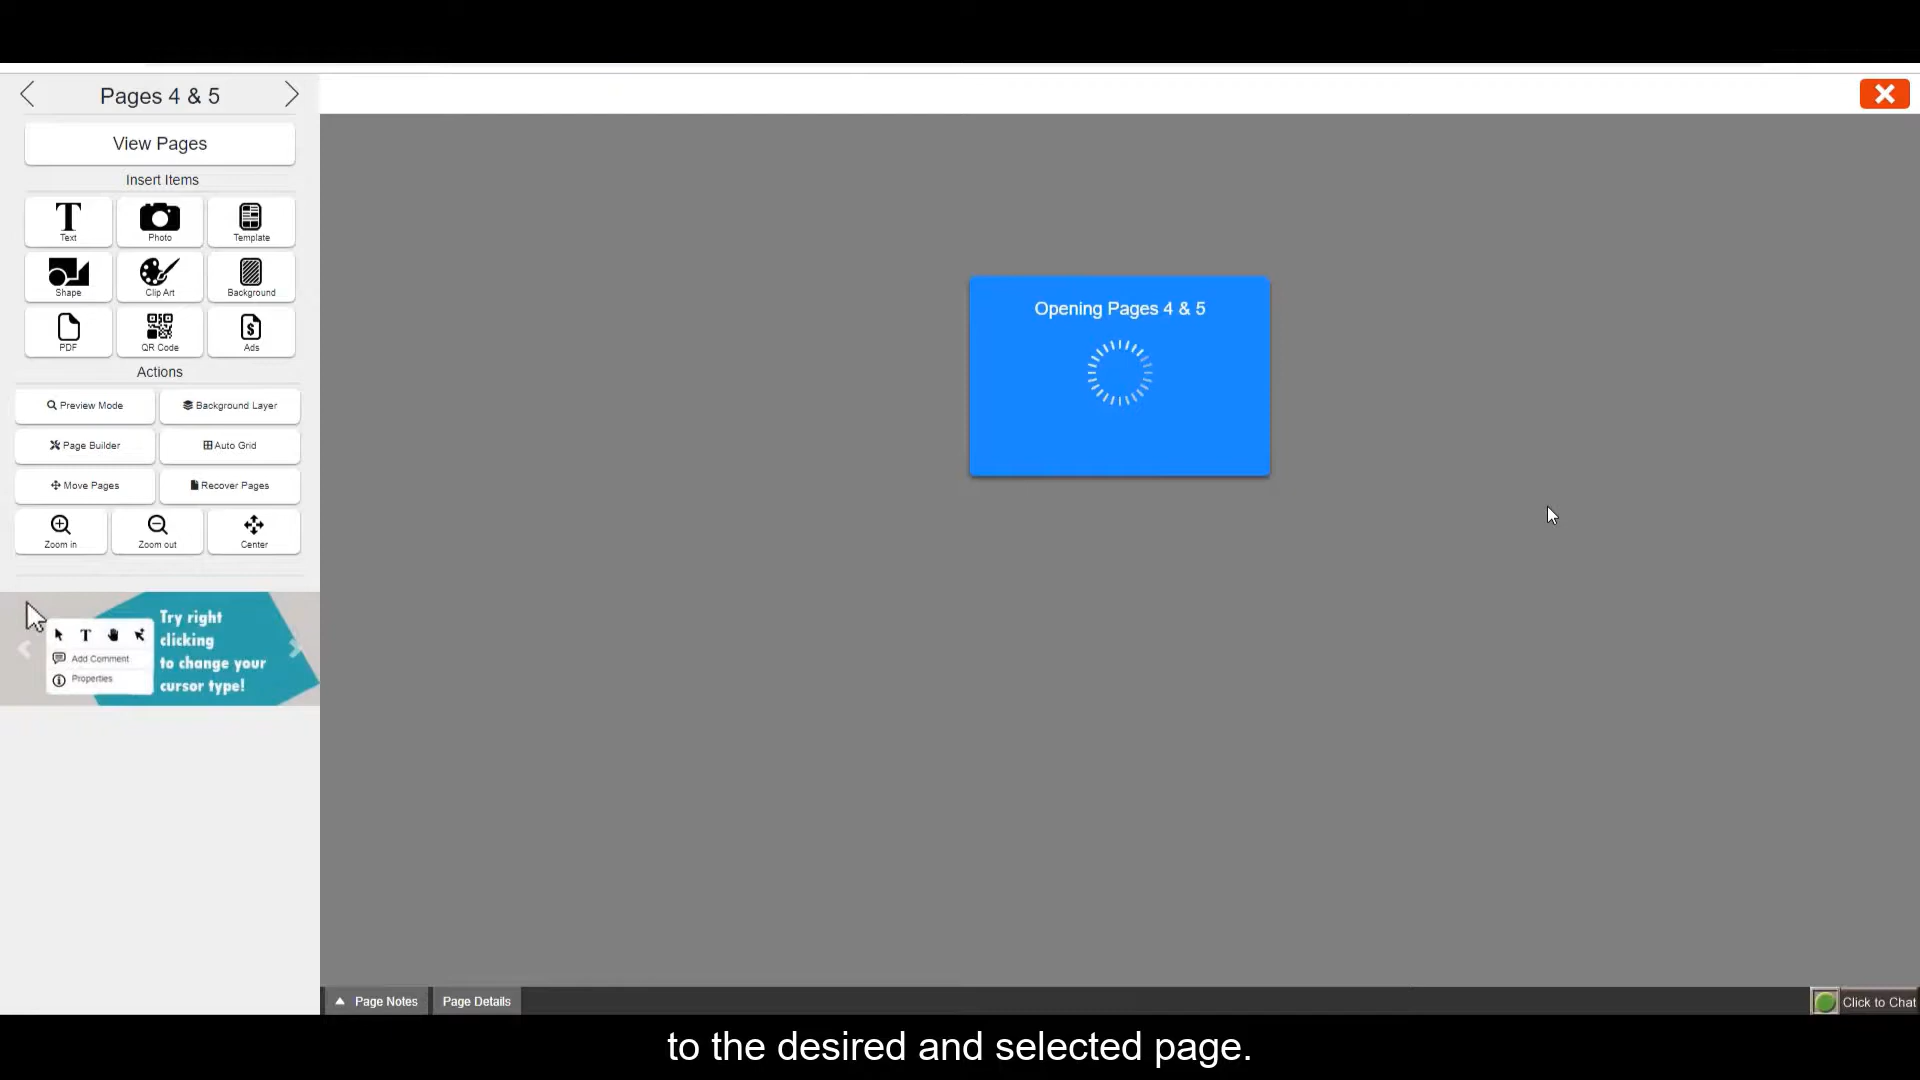 Pages 4 & 5
View Pages
Insert Items
Text
Photo
Template
Shape
Clip Art
Background
PDF
QR Code
Ads
Actions
Preview Mode
Background Layer
Page Builder
Auto Grid
Move Pages
Recover Pages
Zoom in
Zoom out
Center
T
Add Comment
Properties
Try right
clicking
to change your
cursor type!
Opening Pages 4 & 5
Page Notes
Page Details
Click to Chat
to the desired and selected page.